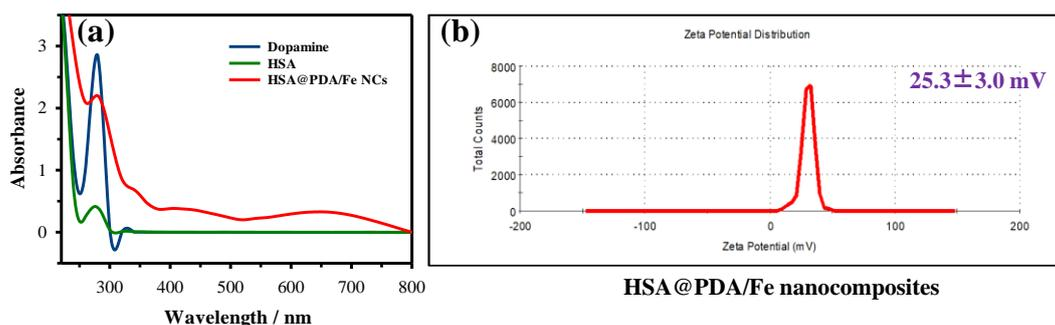 (a)
Dopamine
HSA
HSA@PDA/Fe NCs
3
2
1
0
Absorbance
300 400 500 600 700 800
Wavelength / nm
(b)
Zeta Potential Distribution
25.3±3.0 mV
8000
6000
4000
2000
0
Total Counts
-200 -100 0 100 200
Zeta Potential (mV)
HSA@PDA/Fe nanocomposites